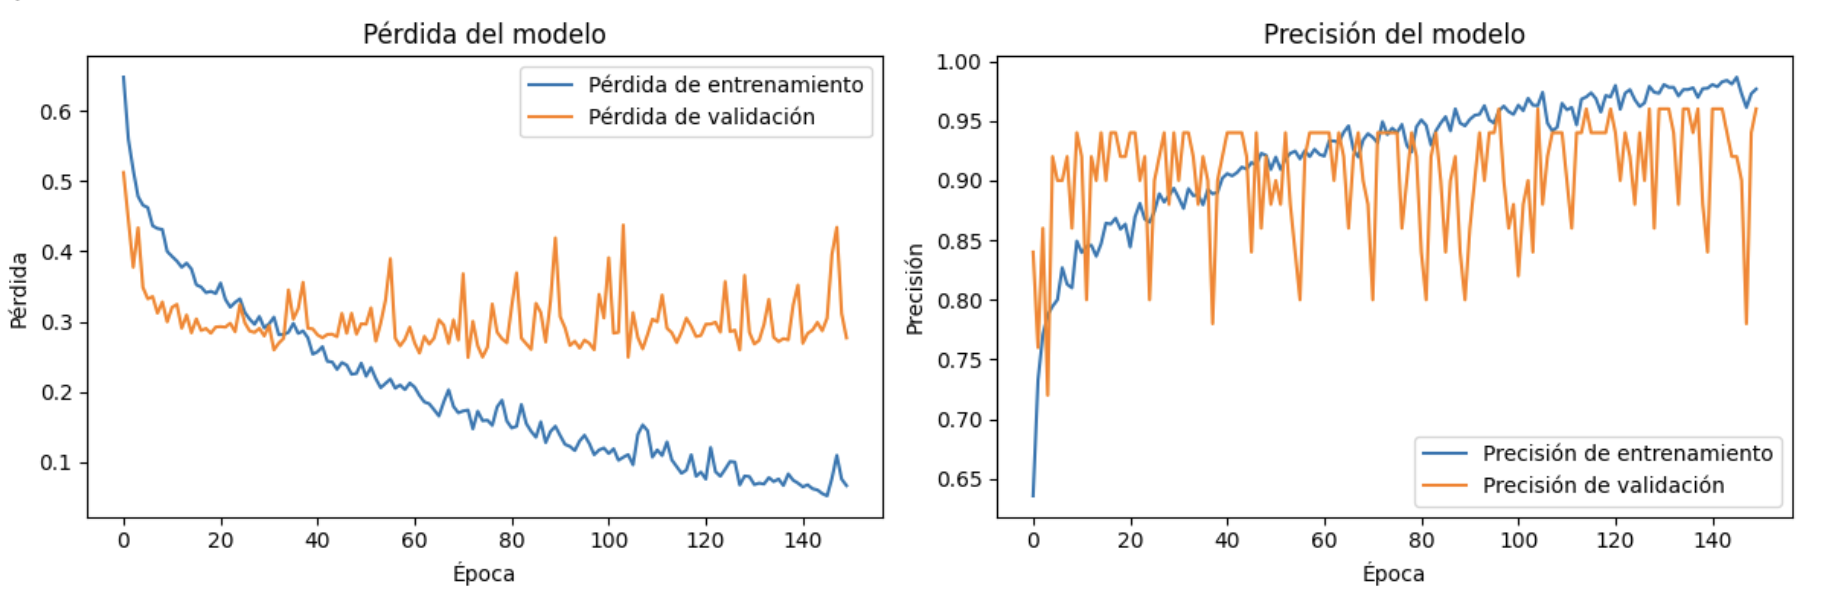 Pérdida del modelo
Pérdida de entrenamiento
Pérdida de validación
0.6
0.5
0.4
0.3
0.2
0.1
Pérdida
0 20 40 60 80 100 120 140
Época
Precisión del modelo
1.00
0.95
0.90
0.85
0.80
0.75
0.70
0.65
Precisión
Precisión de entrenamiento
Precisión de validación
0 20 40 60 80 100 120 140
Época